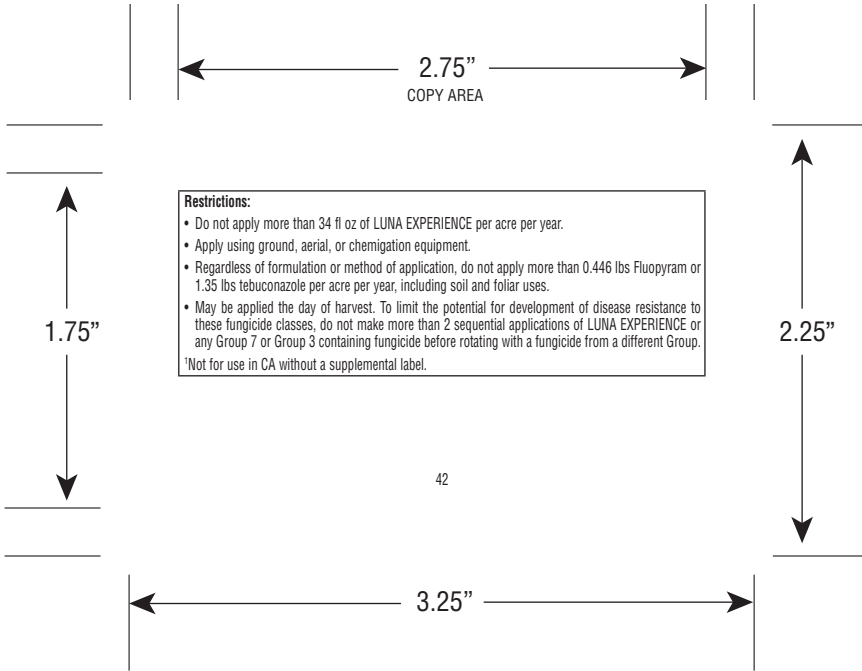 2.75”
COPY AREA
Restrictions:
• Do not apply more than 34 fl oz of LUNA EXPERIENCE per acre per year.
• Apply using ground, aerial, or chemigation equipment.
• Regardless of formulation or method of application, do not apply more than 0.446 lbs Fluopyram or
1.35 lbs tebuconazole per acre per year, including soil and foliar uses.
• May be applied the day of harvest. To limit the potential for development of disease resistance to
these fungicide classes, do not make more than 2 sequential applications of LUNA EXPERIENCE or
any Group 7 or Group 3 containing fungicide before rotating with a fungicide from a different Group.
¹Not for use in CA without a supplemental label.
1.75”
2.25”
42
3.25”